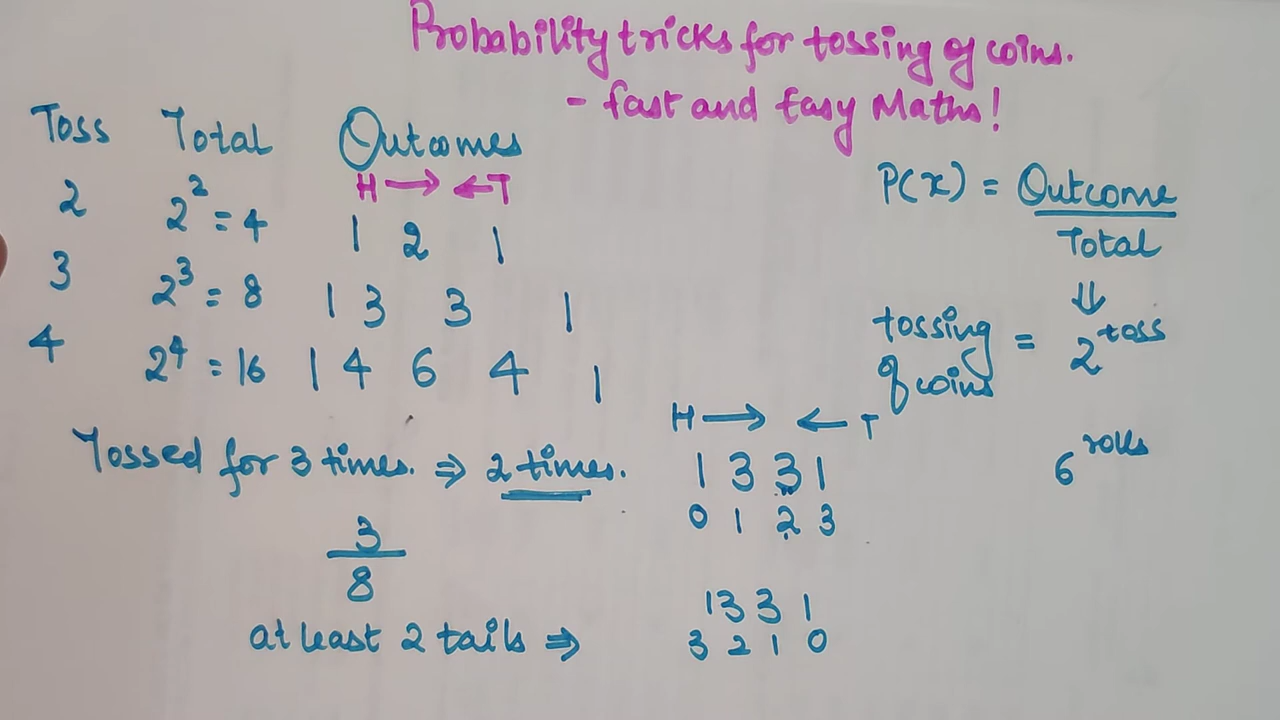 Probability tricks for tossing of coins.
- fast and Easy Maths!
Toss Total Outcomes
H → ← T
2 2² = 4 1 2 1
3 2³ = 8 1 3 3 1
4 2⁴ = 16 1 4 6 4 1
P(x) = Outcome
Total
⇓
tossing of coins = 2^toss
6^rolls
Tossed for 3 times. ⇒ 2 times.
3
8
H → ← T
1 3 3 1
0 1 2 3
at least 2 tails ⇒
1 3 3 1
3 2 1 0